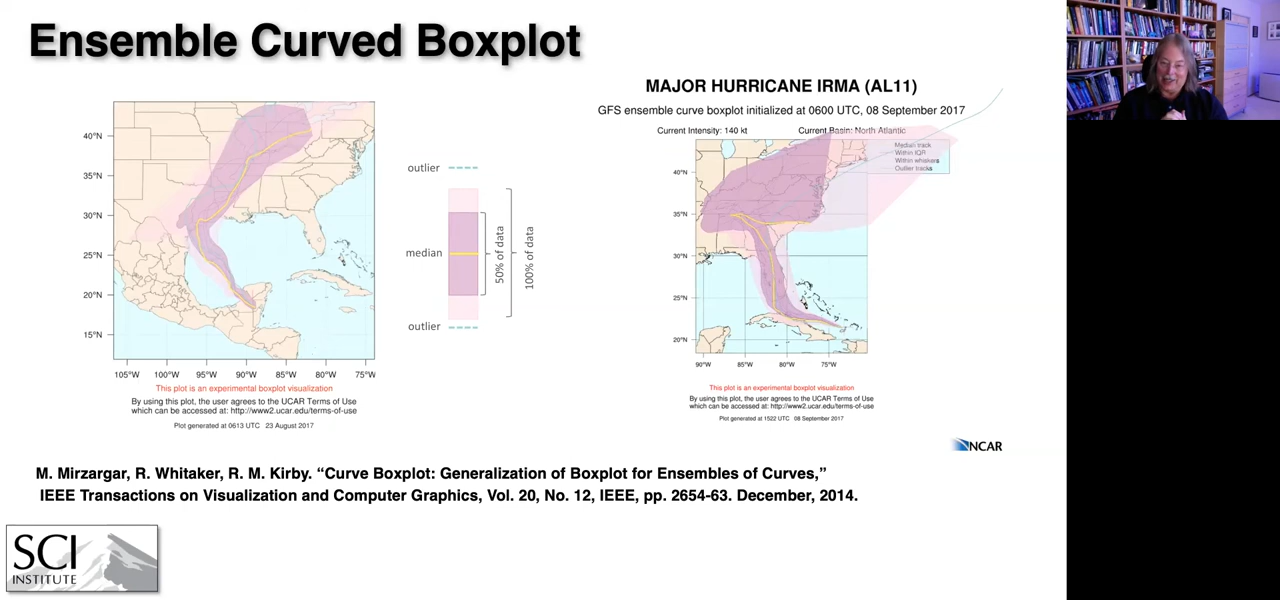 Ensemble Curved Boxplot
40°N
35°N
30°N
25°N
20°N
15°N
105°W 100°W 95°W 90°W 85°W 80°W 75°W
This plot is an experimental boxplot visualization
By using this plot, the user agrees to the UCAR Terms of Use
which can be accessed at: http://www2.ucar.edu/terms-of-use
Plot generated at 0613 UTC 23 August 2017
outlier
median
outlier
50% of data
100% of data
MAJOR HURRICANE IRMA (AL11)
GFS ensemble curve boxplot initialized at 0600 UTC, 08 September 2017
Current Intensity: 140 kt Current Basin: North Atlantic
Median track
Within IQR
Within whiskers
Outlier tracks
40°N
35°N
30°N
25°N
20°N
90°W 85°W 80°W 75°W
This plot is an experimental boxplot visualization
By using this plot, the user agrees to the UCAR Terms of Use
which can be accessed at: http://www2.ucar.edu/terms-of-use
Plot generated at 1522 UTC 08 September 2017
NCAR
M. Mirzargar, R. Whitaker, R. M. Kirby. “Curve Boxplot: Generalization of Boxplot for Ensembles of Curves,”
IEEE Transactions on Visualization and Computer Graphics, Vol. 20, No. 12, IEEE, pp. 2654-63. December, 2014.
SCI
INSTITUTE